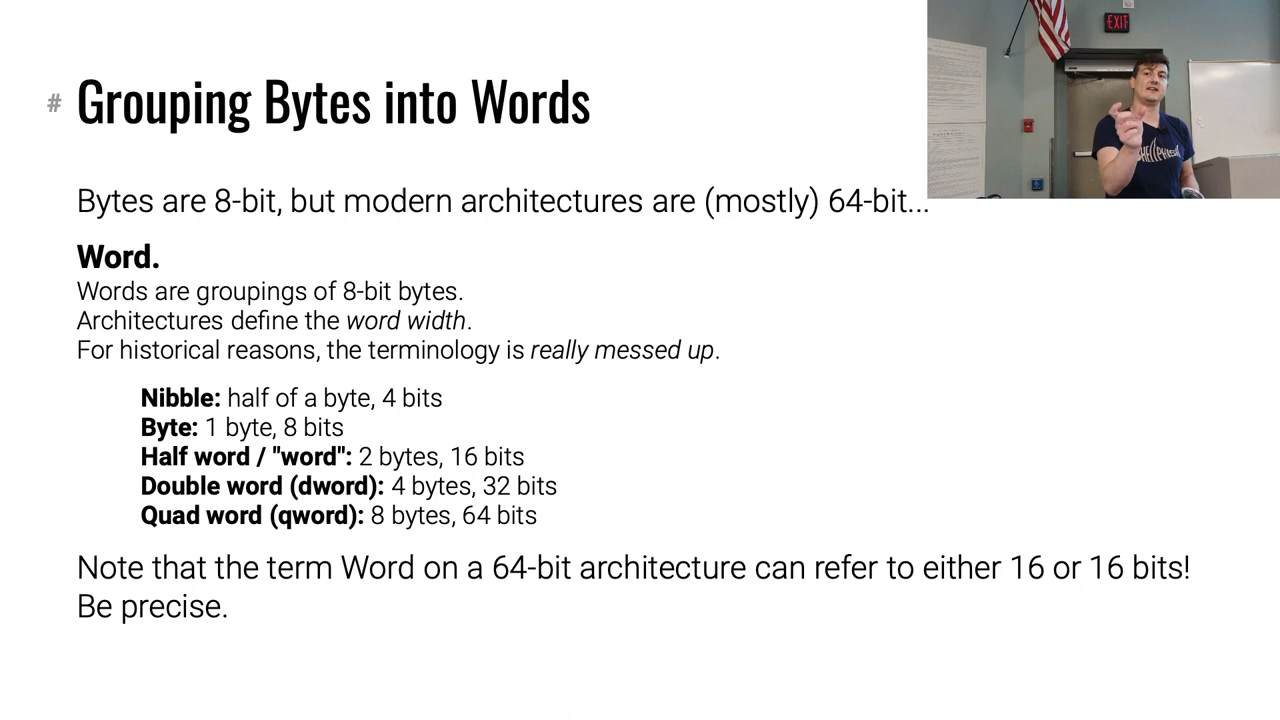 EXIT
# Grouping Bytes into Words
Bytes are 8-bit, but modern architectures are (mostly) 64-bit...
Word.
Words are groupings of 8-bit bytes.
Architectures define the word width.
For historical reasons, the terminology is really messed up.
Nibble: half of a byte, 4 bits
Byte: 1 byte, 8 bits
Half word / "word": 2 bytes, 16 bits
Double word (dword): 4 bytes, 32 bits
Quad word (qword): 8 bytes, 64 bits
Note that the term Word on a 64-bit architecture can refer to either 16 or 16 bits!
Be precise.